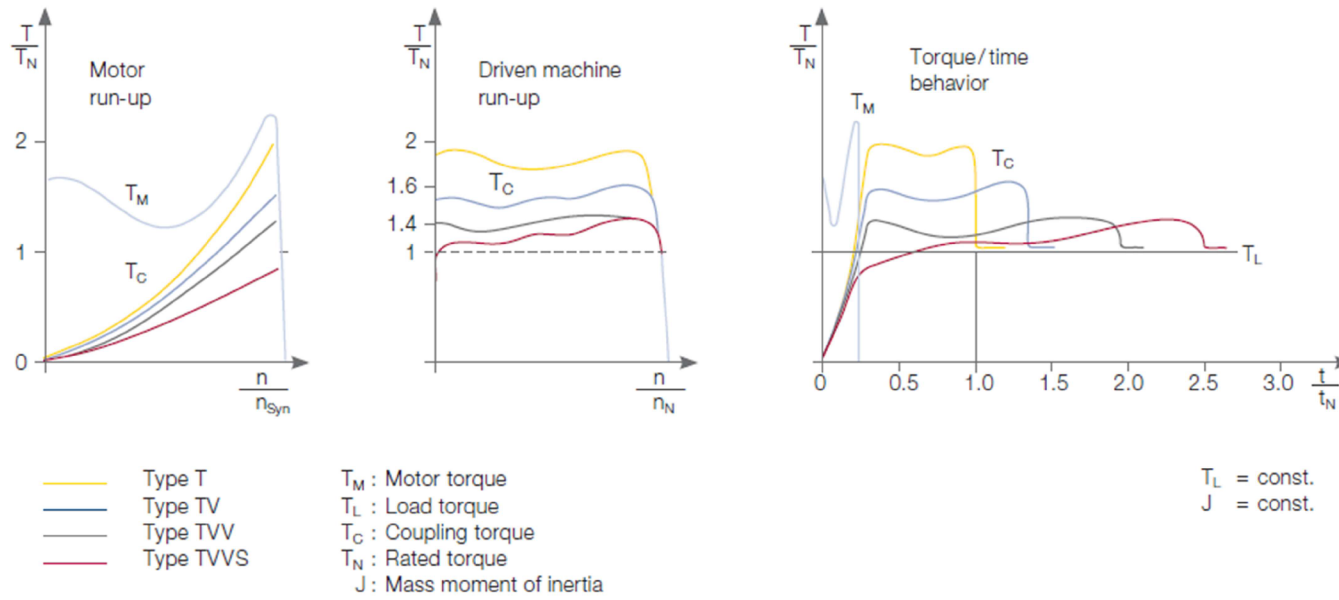 T
T_N
Motor
run-up
2
T_M
1
T_C
0
n
n_Syn
T
T_N
Driven machine
run-up
2
1.6
T_C
1.4
1
n
n_N
T
T_N
Torque/time
behavior
T_M
T_C
T_L
0
0.5
1.0
1.5
2.0
2.5
3.0
t
t_N
Type T
Type TV
Type TVV
Type TVVS
T_M : Motor torque
T_L : Load torque
T_C : Coupling torque
T_N : Rated torque
J : Mass moment of inertia
T_L = const.
J = const.